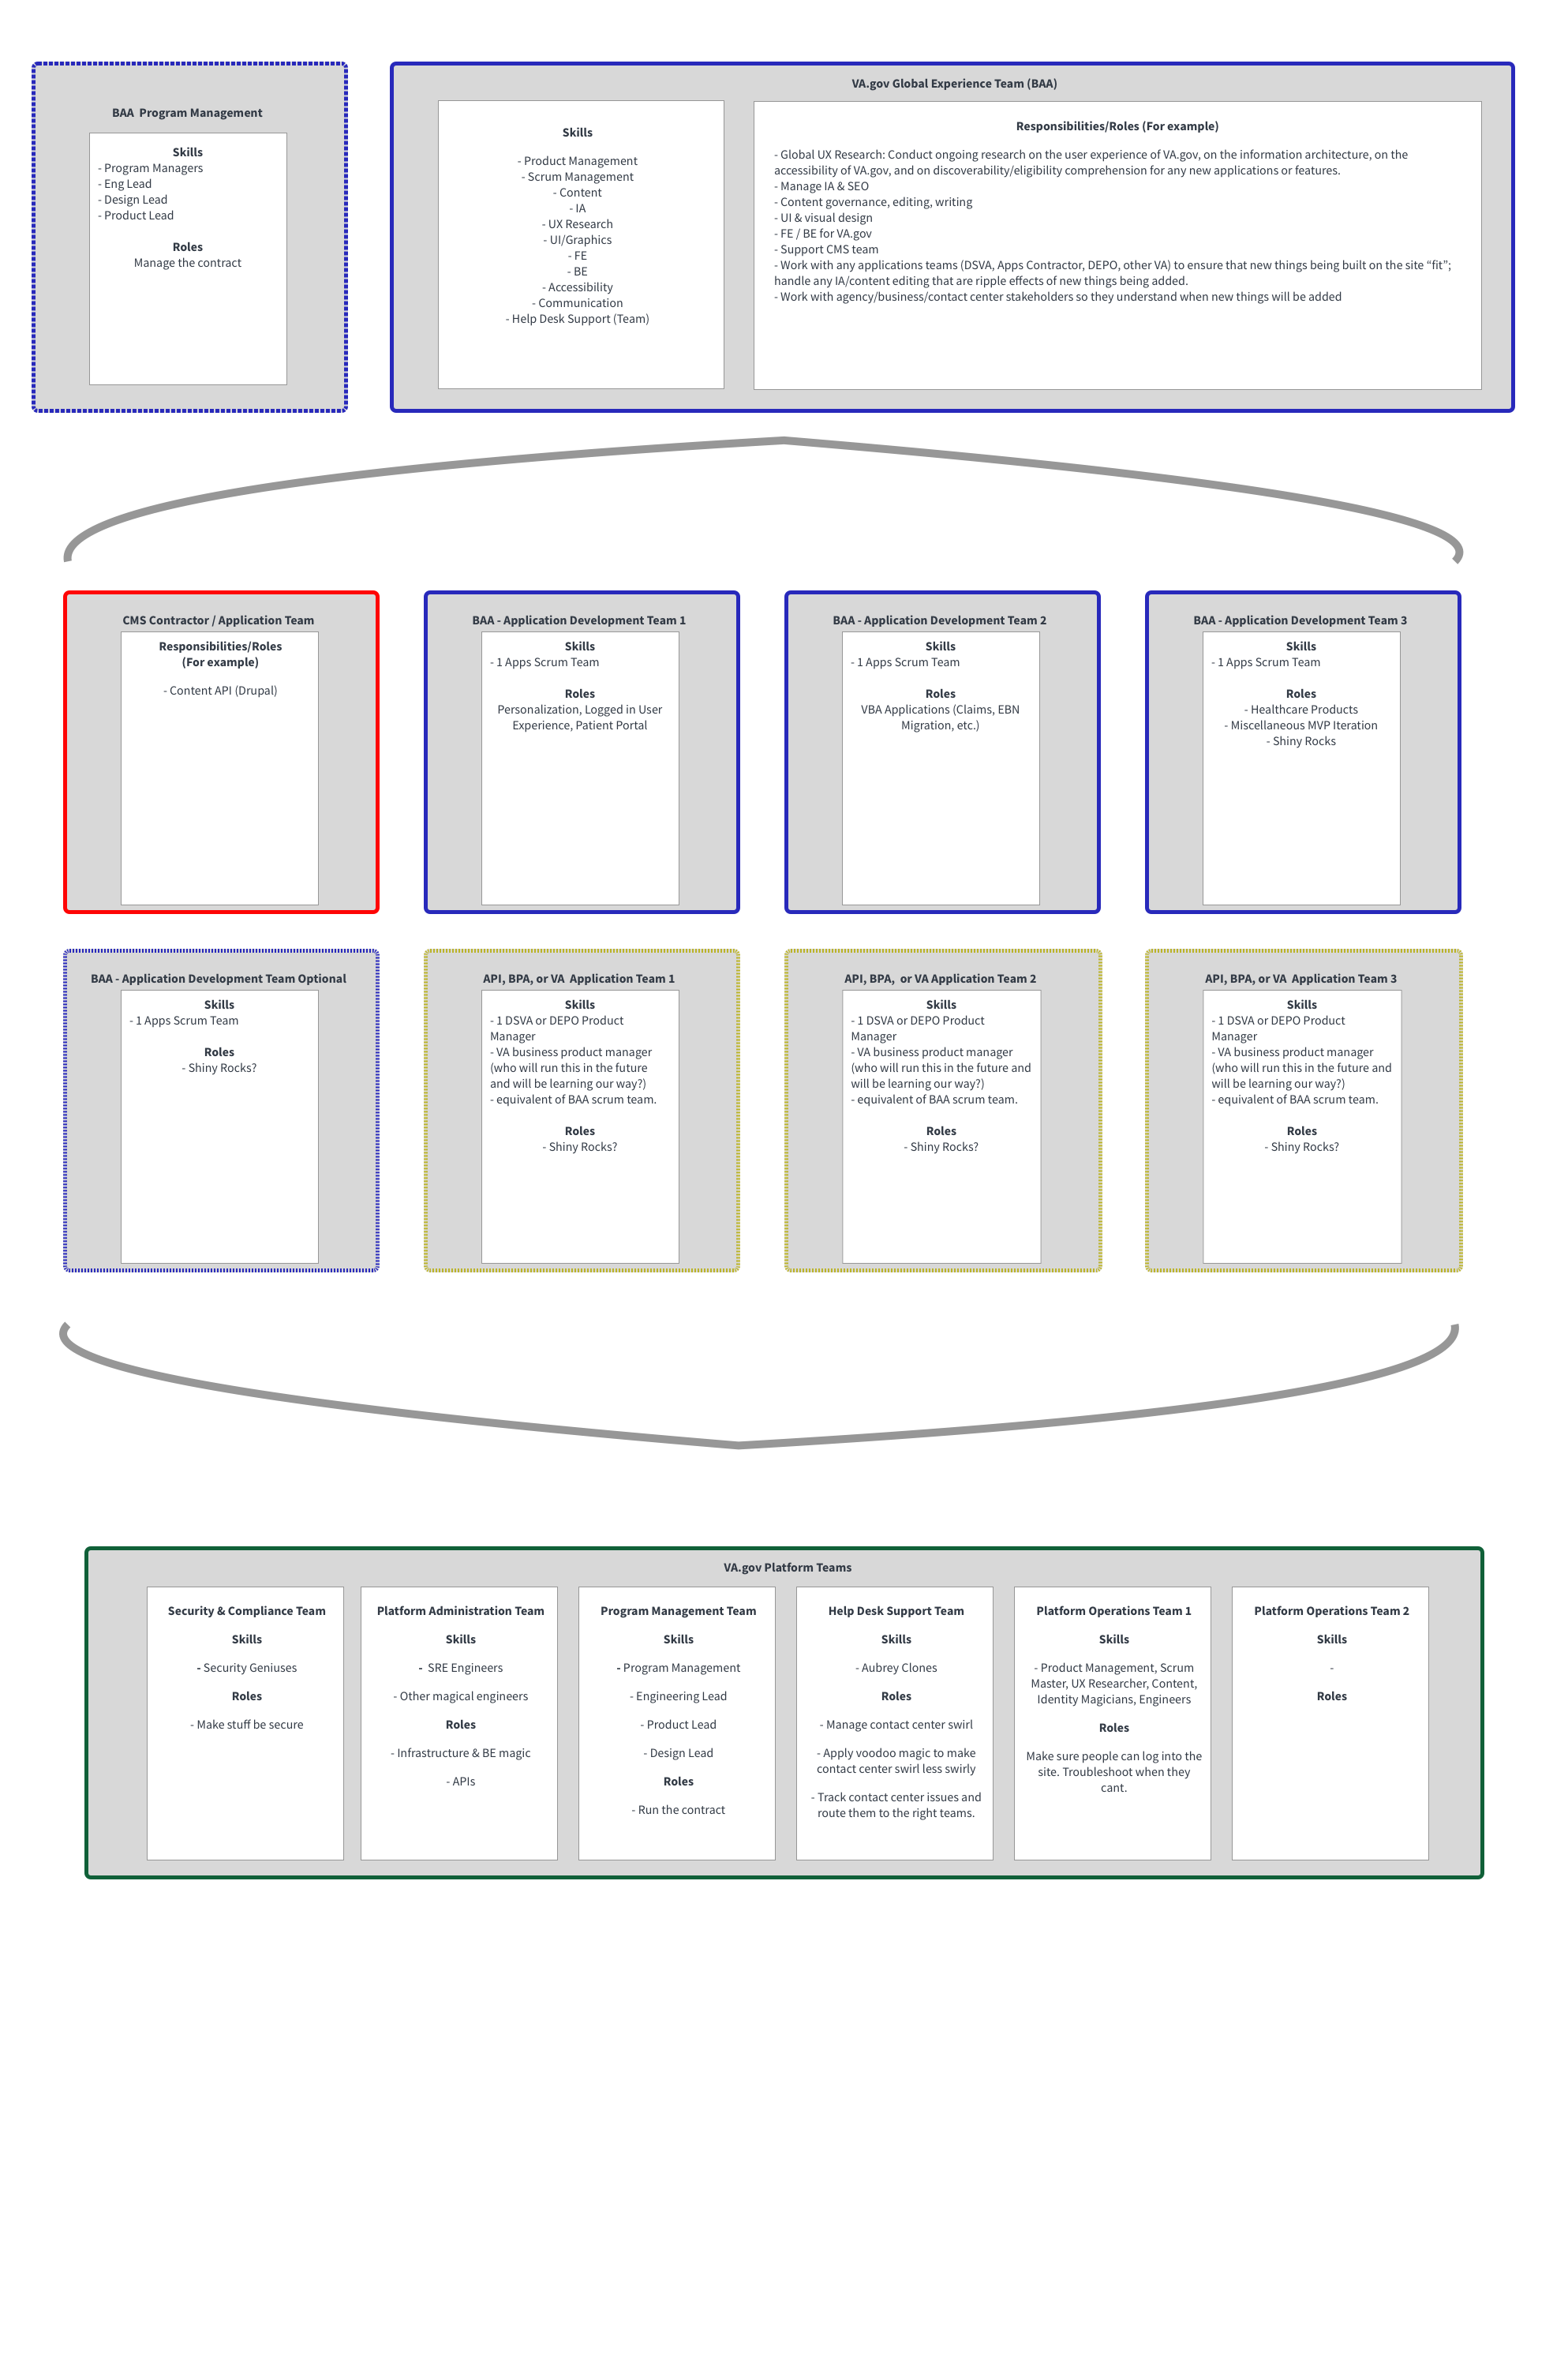 BAA  Program Management
Skills
- Program Managers
- Eng Lead
- Design Lead
- Product Lead
Roles
Manage the contract
VA.gov Global Experience Team (BAA)
Skills
- Product Management
- Scrum Management
- Content
- IA
- UX Research
- UI/Graphics
- FE
- BE
- Accessibility
- Communication
- Help Desk Support (Team)
Responsibilities/Roles (For example)
- Global UX Research: Conduct ongoing research on the user experience of VA.gov, on the information architecture, on the
accessibility of VA.gov, and on discoverability/eligibility comprehension for any new applications or features.
- Manage IA & SEO
- Content governance, editing, writing
- UI & visual design
- FE / BE for VA.gov
- Support CMS team
- Work with any applications teams (DSVA, Apps Contractor, DEPO, other VA) to ensure that new things being built on the site “fit”;
handle any IA/content editing that are ripple effects of new things being added.
- Work with agency/business/contact center stakeholders so they understand when new things will be added
CMS Contractor / Application Team
Responsibilities/Roles
(For example)
- Content API (Drupal)
BAA - Application Development Team 1
Skills
- 1 Apps Scrum Team
Roles
Personalization, Logged in User
Experience, Patient Portal
BAA - Application Development Team 2
Skills
- 1 Apps Scrum Team
Roles
VBA Applications (Claims, EBN
Migration, etc.)
BAA - Application Development Team 3
Skills
- 1 Apps Scrum Team
Roles
- Healthcare Products
- Miscellaneous MVP Iteration
- Shiny Rocks
BAA - Application Development Team Optional
Skills
- 1 Apps Scrum Team
Roles
- Shiny Rocks?
API, BPA, or VA  Application Team 1
Skills
- 1 DSVA or DEPO Product
Manager
- VA business product manager
(who will run this in the future
and will be learning our way?)
- equivalent of BAA scrum team.
Roles
- Shiny Rocks?
API, BPA,  or VA Application Team 2
Skills
- 1 DSVA or DEPO Product
Manager
- VA business product manager
(who will run this in the future and
will be learning our way?)
- equivalent of BAA scrum team.
Roles
- Shiny Rocks?
API, BPA, or VA  Application Team 3
Skills
- 1 DSVA or DEPO Product
Manager
- VA business product manager
(who will run this in the future and
will be learning our way?)
- equivalent of BAA scrum team.
Roles
- Shiny Rocks?
VA.gov Platform Teams
Security & Compliance Team
Skills
- Security Geniuses
Roles
- Make stuff be secure
Platform Administration Team
Skills
-  SRE Engineers
- Other magical engineers
Roles
- Infrastructure & BE magic
- APIs
Program Management Team
Skills
- Program Management
- Engineering Lead
- Product Lead
- Design Lead
Roles
- Run the contract
Help Desk Support Team
Skills
- Aubrey Clones
Roles
- Manage contact center swirl
- Apply voodoo magic to make
contact center swirl less swirly
- Track contact center issues and
route them to the right teams.
Platform Operations Team 1
Skills
- Product Management, Scrum
Master, UX Researcher, Content,
Identity Magicians, Engineers
Roles
Make sure people can log into the
site. Troubleshoot when they
cant.
Platform Operations Team 2
Skills
-
Roles